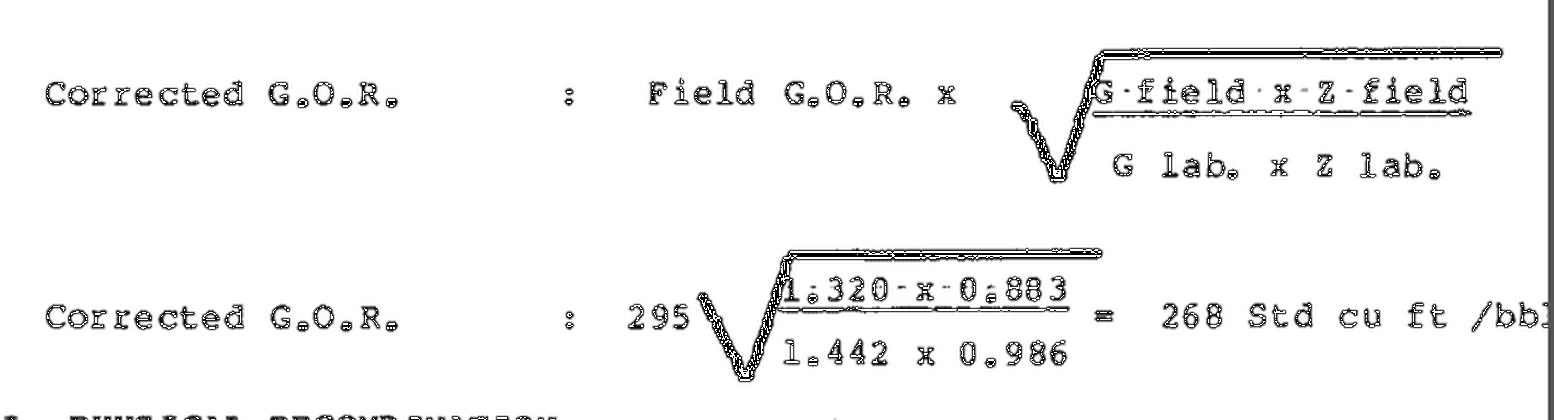 Corrected G.O.R. : Field G.O.R. x √ G field x Z field
G lab. x Z lab.
Corrected G.O.R. : 295 √ 1.320 x 0.883 = 268 Std cu ft /bbl
1.442 x 0.986